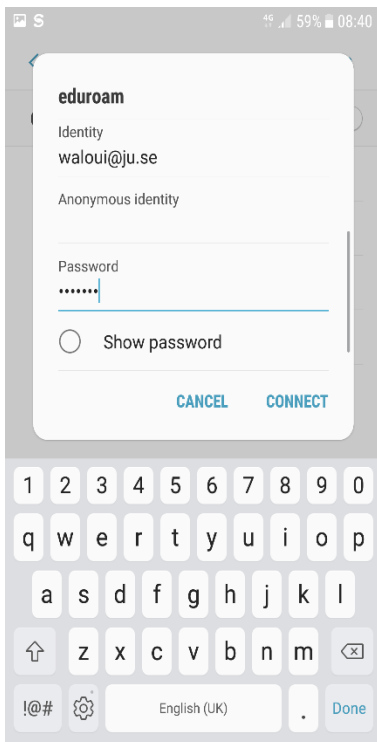 S 4G 59% 08:40
eduroam
Identity
waloui@ju.se
Anonymous identity
Password
•••••••
Show password
CANCEL CONNECT
1 2 3 4 5 6 7 8 9 0
q w e r t y u i o p
a s d f g h j k l
z x c v b n m
!@# English (UK) . Done